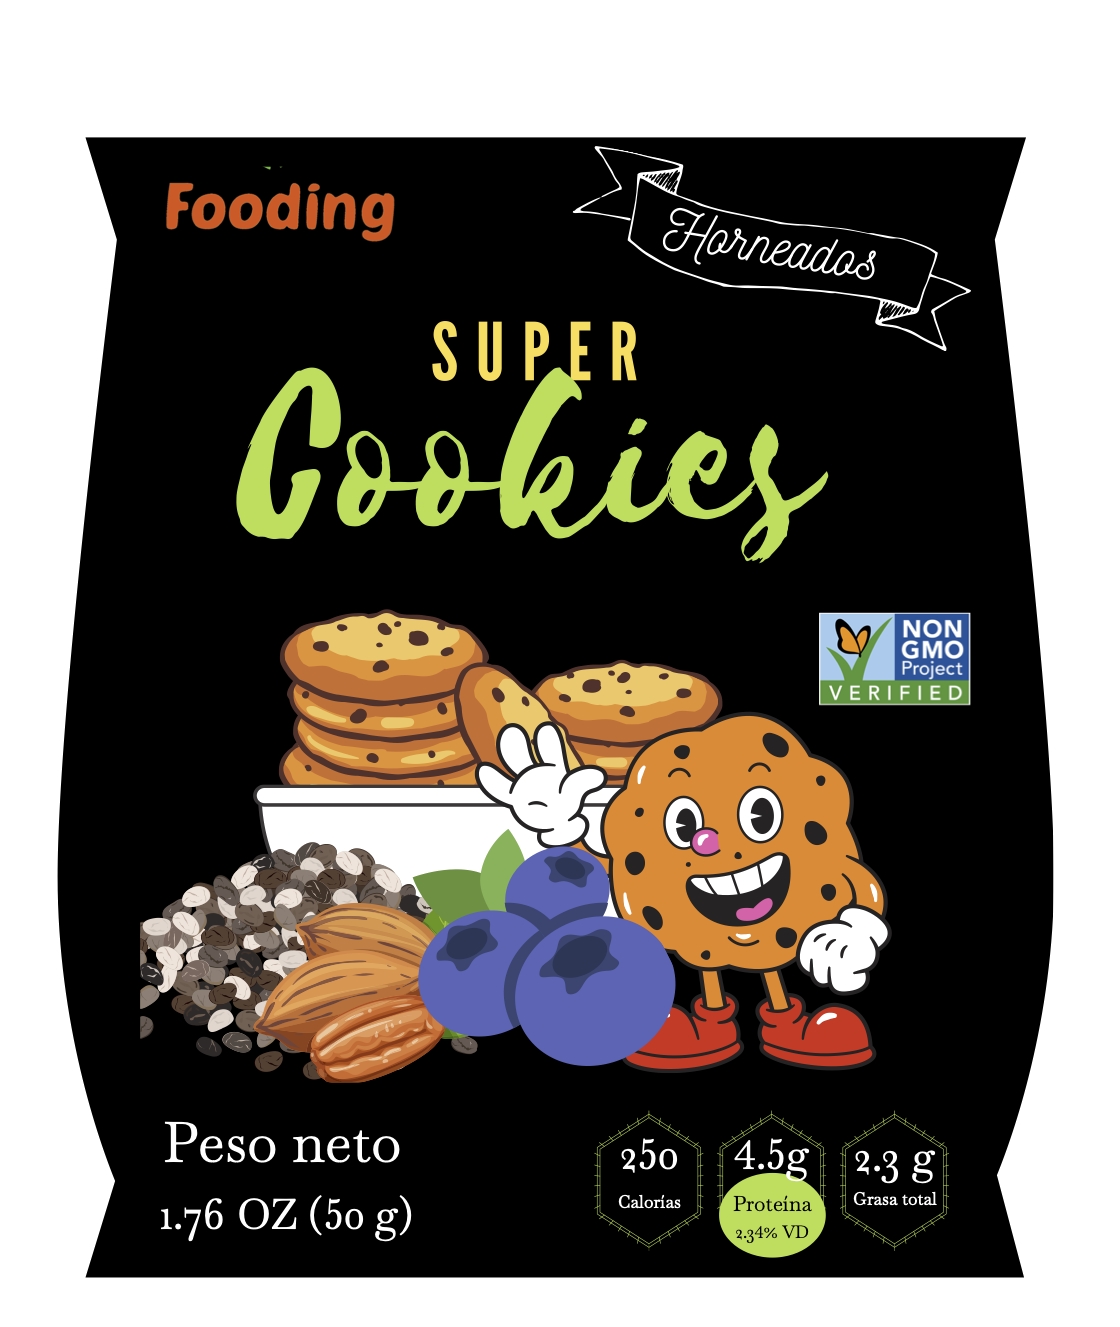 Fooding
Horneados
SUPER
Cookies
NON
GMO
Project
VERIFIED
Peso neto
1.76 OZ (50 g)
250
Calorías
4.5g
Proteína
2.34% VD
2.3 g
Grasa total